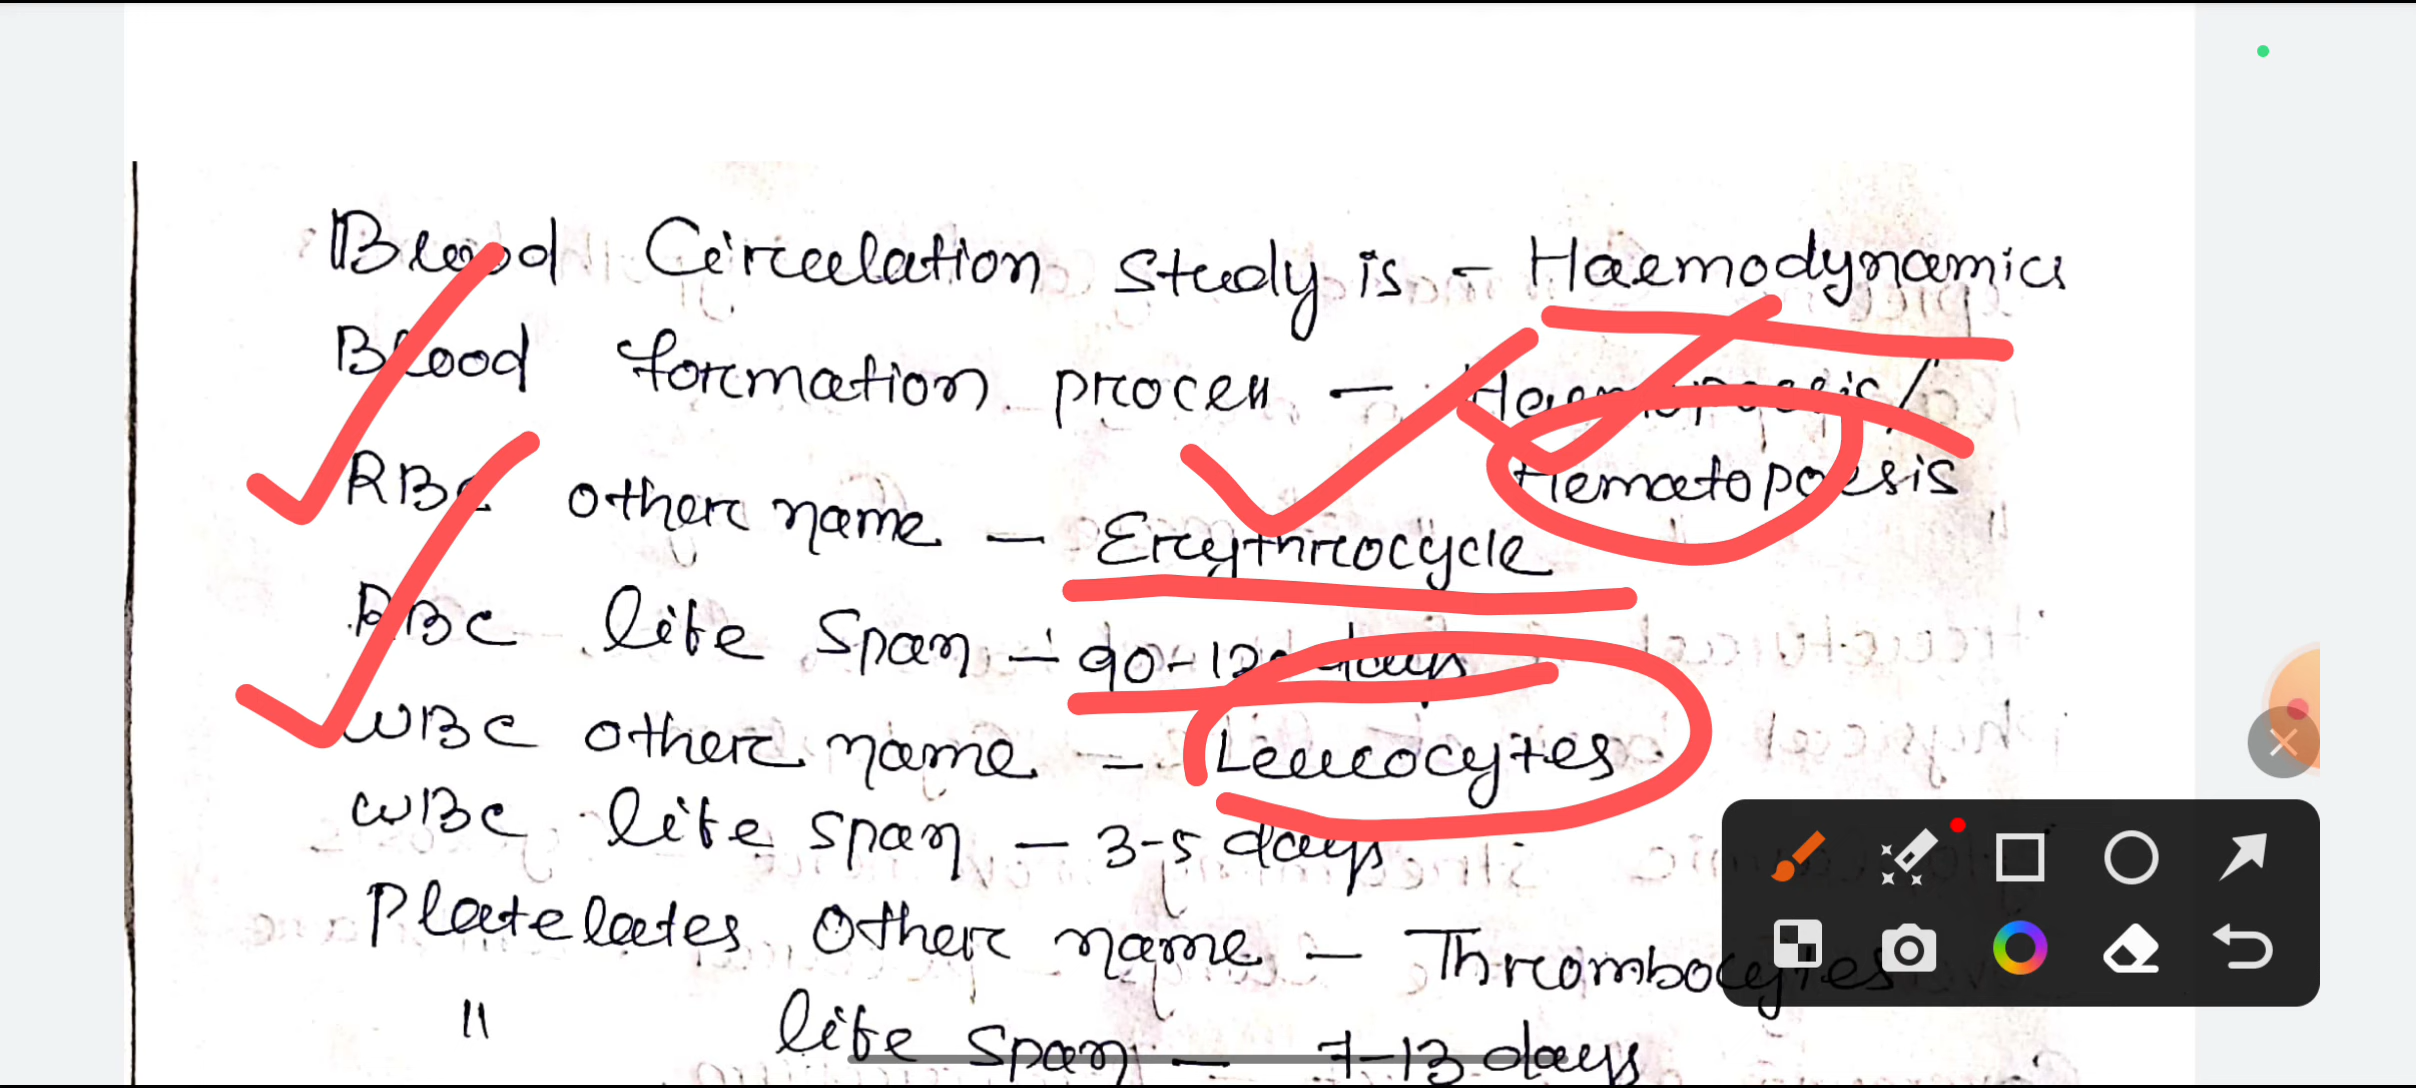 Blood Circulation study is - Haemodynamics
Blood formation process - Haemopoesis/
Hematopoesis
RBC other name - Erythrocycle
RBC life span - 90-120 days
WBC other name - Leucocytes
WBC life span - 3-5 days
Platelates other name - Thrombocytes
" life span - 7-13 days